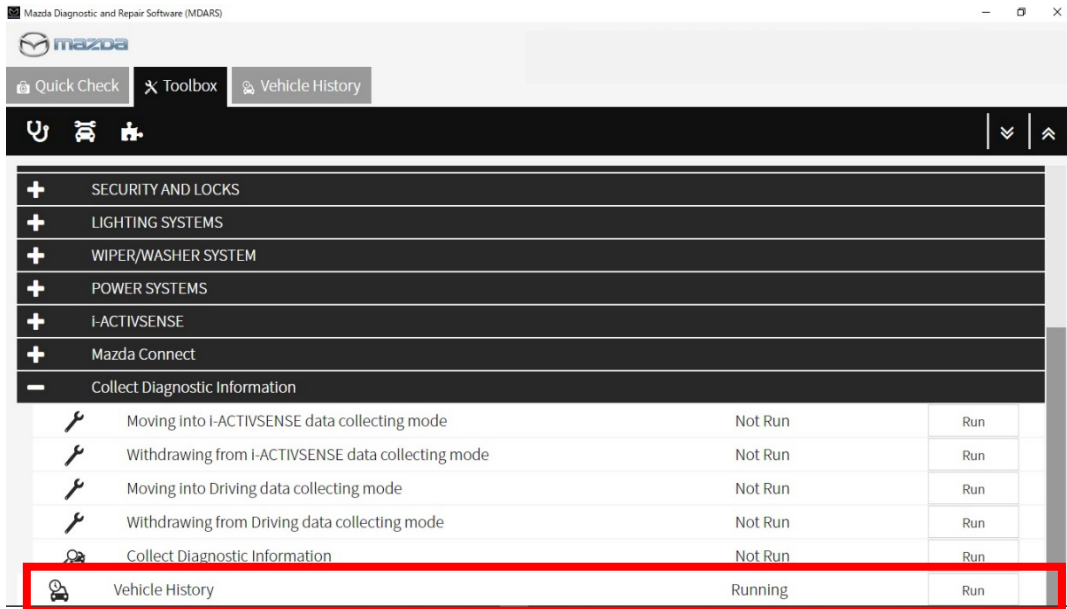 Mazda Diagnostic and Repair Software (MDARS)
mazda
Quick Check Toolbox Vehicle History
SECURITY AND LOCKS
LIGHTING SYSTEMS
WIPER/WASHER SYSTEM
POWER SYSTEMS
i-ACTIVSENSE
Mazda Connect
Collect Diagnostic Information
Moving into i-ACTIVSENSE data collecting mode Not Run Run
Withdrawing from i-ACTIVSENSE data collecting mode Not Run Run
Moving into Driving data collecting mode Not Run Run
Withdrawing from Driving data collecting mode Not Run Run
Collect Diagnostic Information Not Run
Vehicle History Running Run